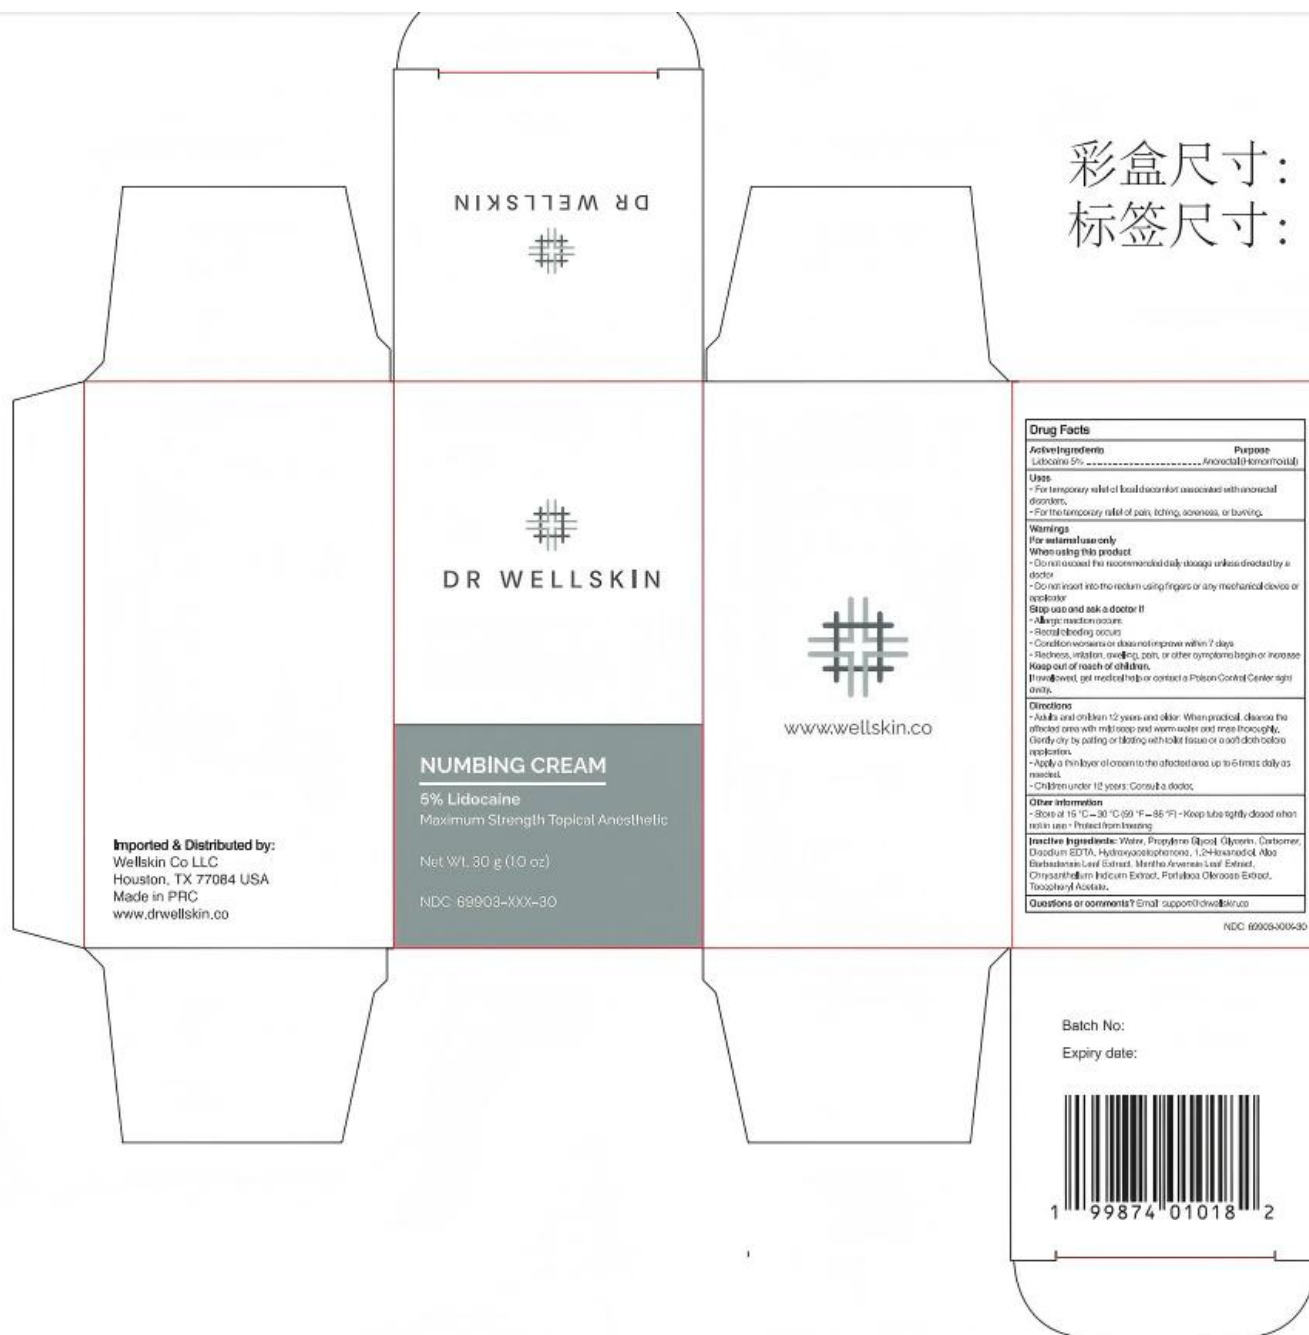 彩盒尺寸:
标签尺寸:
DR WELLSKIN
DR WELLSKIN
NUMBING CREAM
5% Lidocaine
Maximum Strength Topical Anesthetic
Net Wt. 30 g (1.0 oz)
NDC 69903-XXX-30
Imported & Distributed by:
Wellskin Co LLC
Houston, TX 77084 USA
Made in PRC
www.drwellskin.co
www.wellskin.co
Drug Facts
Active Ingredients Purpose
Lidocaine 5% Anorectal (Hemorrhoidal)
Uses
- For temporary relief of local discomfort associated with anorectal
disorders.
- For the temporary relief of pain, itching, soreness, or burning.
Warnings
For external use only
When using this product
- Do not exceed the recommended daily dosage unless directed by a
doctor
- Do not insert into the rectum using fingers or any mechanical device or
applicator
Stop use and ask a doctor if
- Allergic reaction occurs
- Rectal bleeding occurs
- Condition worsens or does not improve within 7 days
- Redness, irritation, swelling, pain, or other symptoms begin or increase
Keep out of reach of children.
If swallowed, get medical help or contact a Poison Control Center right
away.
Directions
- Adults and children 12 years and older: When practical, cleanse the
affected area with mild soap and warm water and rinse thoroughly.
Gently dry by patting or blotting with toilet tissue or a soft cloth before
application.
- Apply a thin layer of cream to the affected area up to 6 times daily as
needed.
- Children under 12 years: Consult a doctor.
Other information
- Store at 15 °C – 30 °C (59 °F – 86 °F) - Keep tube tightly closed when
not in use - Protect from freezing
Inactive Ingredients: Water, Propylene Glycol, Glycerin, Carbomer,
Disodium EDTA, Hydroxyacetophenone, 1,2-Hexanediol, Aloe
Barbadensis Leaf Extract, Mentha Arvensis Leaf Extract,
Chrysanthellum Indicum Extract, Portulaca Oleracea Extract,
Tocopheryl Acetate.
Questions or comments? Email: support@drwellskin.co
NDC 69903-XXX-30
Batch No:
Expiry date:
1 99874 01018 2